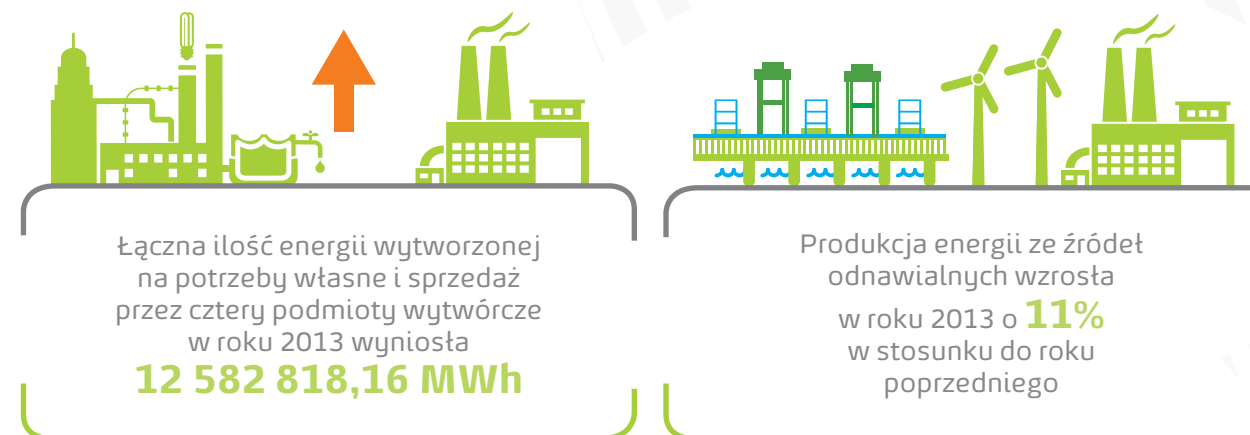 Łączna ilość energii wytworzonej
na potrzeby własne i sprzedaż
przez cztery podmioty wytwórcze
w roku 2013 wyniosła
12 582 818,16 MWh
Produkcja energii ze źródeł
odnawialnych wzrosła
w roku 2013 o 11%
w stosunku do roku
poprzedniego